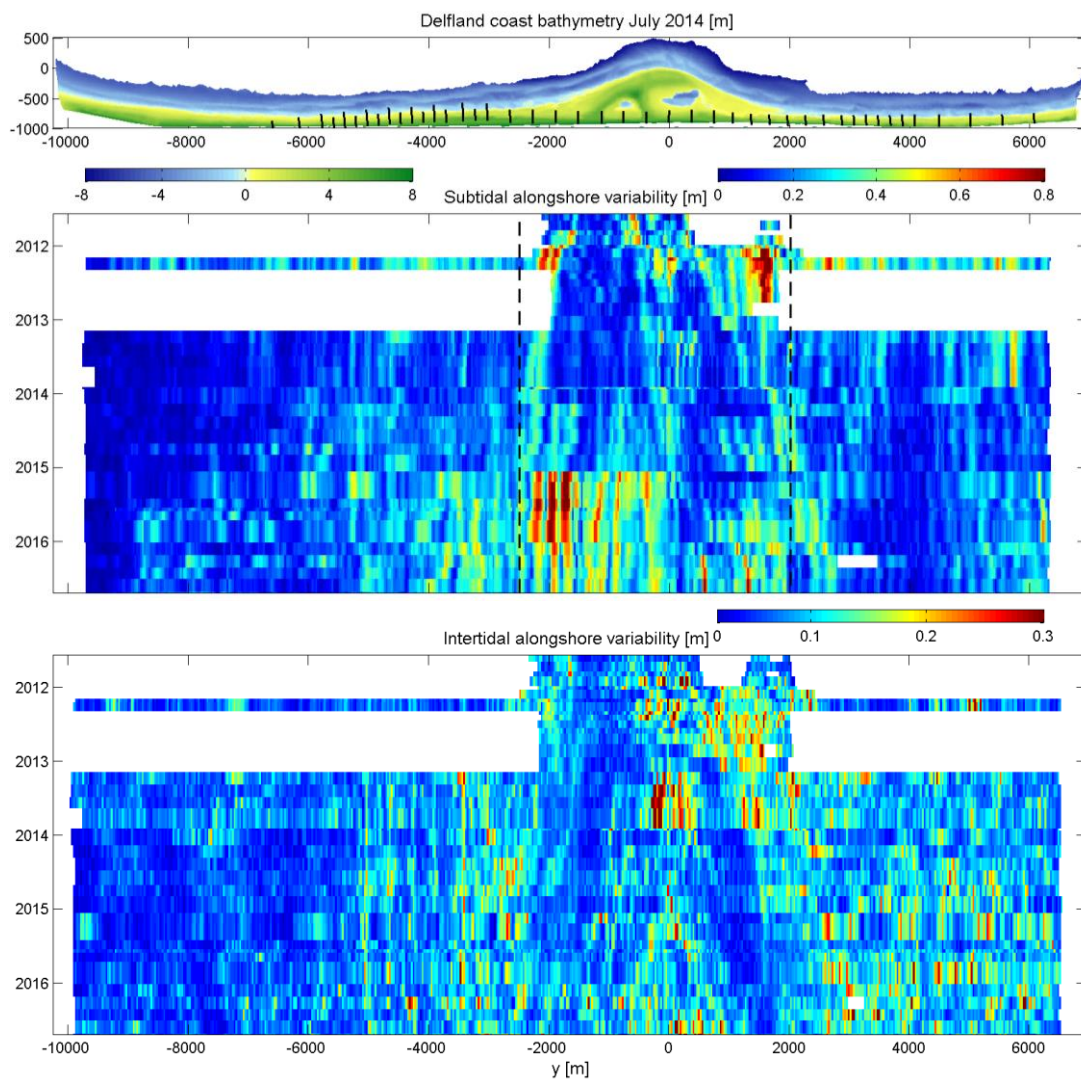 Delfland coast bathymetry July 2014 [m]
500
0
-500
-1000
-10000 -8000 -6000 -4000 -2000 0 2000 4000 6000
-8 -4 0 4 8 0 0.2 0.4 0.6 0.8
Subtidal alongshore variability [m]
2012
2013
2014
2015
2016
0 0.1 0.2 0.3
Intertidal alongshore variability [m]
2012
2013
2014
2015
2016
-10000 -8000 -6000 -4000 -2000 0 2000 4000 6000
y [m]